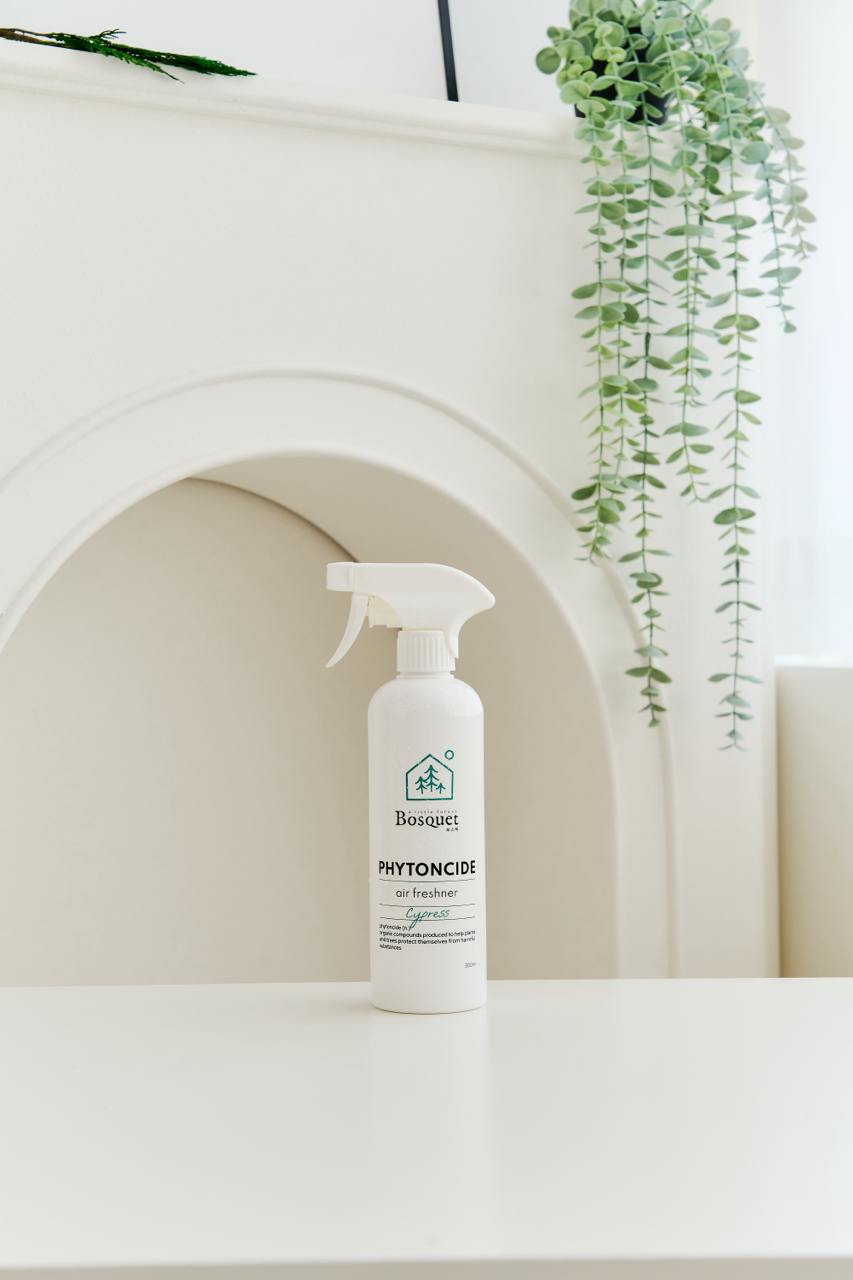 a little forest
Bosquet
PHYTONCIDE
air freshner
Cypress
phytoncide (n.)
organic compounds produced to help plants
and trees protect themselves from harmful
substances